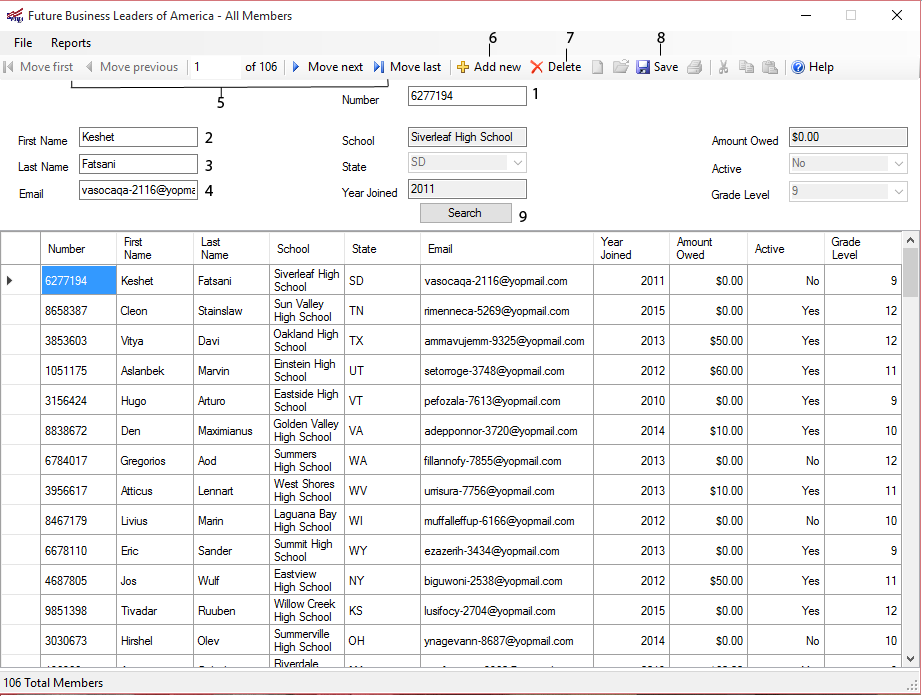 Future Business Leaders of America - All Members
File Reports
6 7 8
Move first Move previous 1 of 106 Move next Move last Add new Delete Save Help
5
Number 6277194 1
First Name Keshet 2 School Siverleaf High School Amount Owed $0.00
Last Name Fatsani 3 State SD Active No
Email vasocaqa-2116@yopma 4 Year Joined 2011 Grade Level 9
Search 9
Number First Name Last Name School State Email Year Joined Amount Owed Active Grade Level
6277194 Keshet Fatsani Siverleaf High School SD vasocaqa-2116@yopmail.com 2011 $0.00 No 9
8658387 Cleon Stainslaw Sun Valley High School TN rimenneca-5269@yopmail.com 2015 $0.00 Yes 12
3853603 Vitya Davi Oakland High School TX ammavujemm-9325@yopmail.com 2013 $50.00 Yes 12
1051175 Aslanbek Marvin Einstein High School UT setorroge-3748@yopmail.com 2012 $60.00 Yes 11
3156424 Hugo Arturo Eastside High School VT pefozala-7613@yopmail.com 2010 $0.00 Yes 9
8838672 Den Maximianus Golden Valley High School VA adepponnor-3720@yopmail.com 2014 $10.00 Yes 10
6784017 Gregorios Aod Summers High School WA fillannofy-7855@yopmail.com 2013 $0.00 No 12
3956617 Atticus Lennart West Shores High School WV urrisura-7756@yopmail.com 2013 $10.00 Yes 11
8467179 Livius Marin Laguana Bay High School WI muffalleffup-6166@yopmail.com 2012 $0.00 No 10
6678110 Eric Sander Summit High School WY ezazerih-3434@yopmail.com 2013 $0.00 Yes 9
4687805 Jos Wulf Eastview High School NY biguwoni-2538@yopmail.com 2012 $50.00 Yes 11
9851398 Tivadar Ruuben Willow Creek High School KS lusifocy-2704@yopmail.com 2015 $0.00 Yes 12
3030673 Hirshel Olev Summerville High School OH ynagevann-8687@yopmail.com 2014 $0.00 No 10
Riverdale
106 Total Members